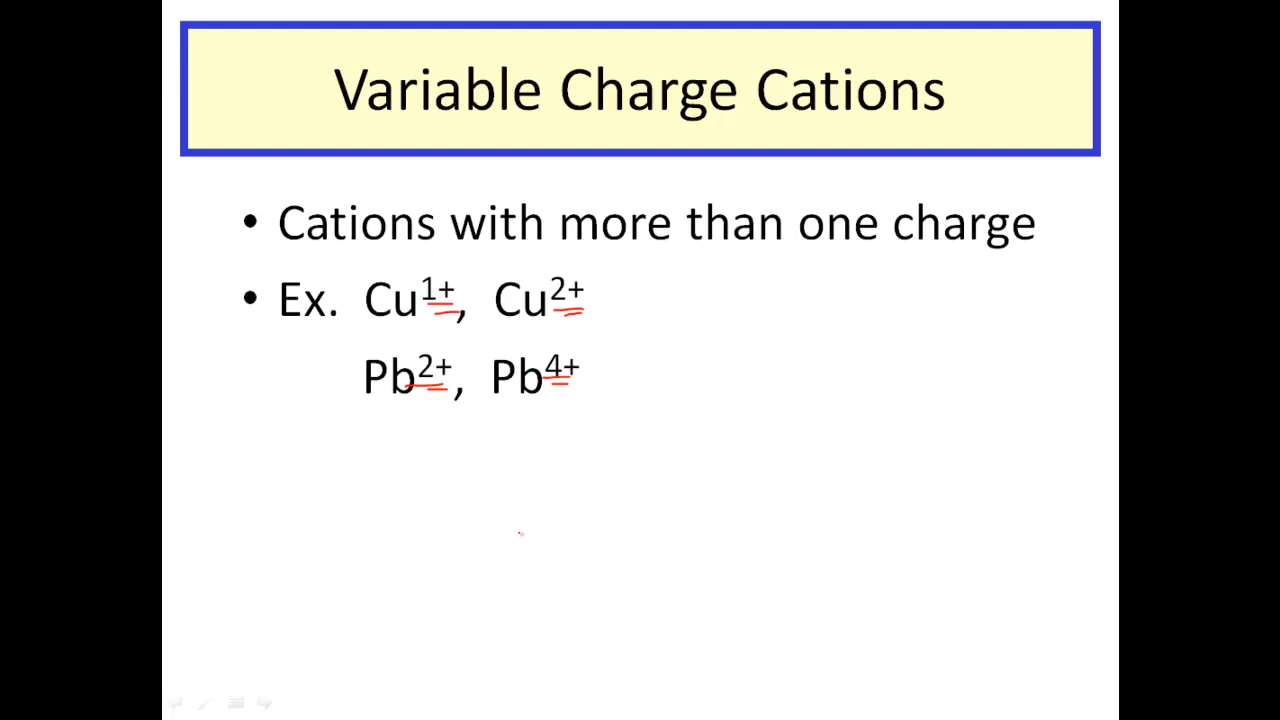 Variable Charge Cations
• Cations with more than one charge
• Ex. Cu¹⁺, Cu²⁺
Pb²⁺, Pb⁴⁺